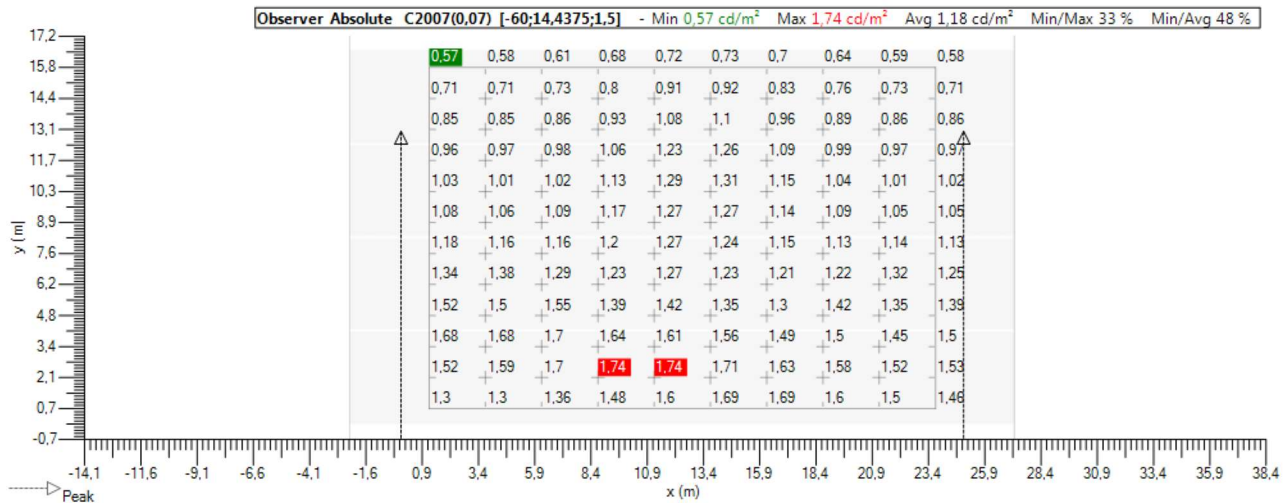 Observer Absolute C2007(0,07) [-60;14,4375;1,5] - Min 0,57 cd/m² Max 1,74 cd/m² Avg 1,18 cd/m² Min/Max 33 % Min/Avg 48 %
17,2
0,57 0,58 0,61 0,68 0,72 0,73 0,7 0,64 0,59 0,58
15,8
0,71 0,71 0,73 0,8 0,91 0,92 0,83 0,76 0,73 0,71
14,4
0,85 0,85 0,86 0,93 1,08 1,1 0,96 0,89 0,86 0,86
13,1
0,96 0,97 0,98 1,06 1,23 1,26 1,09 0,99 0,97 0,97
11,7
1,03 1,01 1,02 1,13 1,29 1,31 1,15 1,04 1,01 1,02
10,3
1,08 1,06 1,09 1,17 1,27 1,27 1,14 1,09 1,05 1,05
8,9
y (m)
1,18 1,16 1,16 1,2 1,27 1,24 1,15 1,13 1,14 1,13
7,6
1,34 1,38 1,29 1,23 1,27 1,23 1,21 1,22 1,32 1,25
6,2
1,52 1,5 1,55 1,39 1,42 1,35 1,3 1,42 1,35 1,39
4,8
1,68 1,68 1,7 1,64 1,61 1,56 1,49 1,5 1,45 1,5
3,4
1,52 1,59 1,7 1,74 1,74 1,71 1,63 1,58 1,52 1,53
2,1
1,3 1,3 1,36 1,48 1,6 1,69 1,69 1,6 1,5 1,46
0,7
-0,7
-14,1 -11,6 -9,1 -6,6 -4,1 -1,6 0,9 3,4 5,9 8,4 10,9 13,4 15,9 18,4 20,9 23,4 25,9 28,4 30,9 33,4 35,9 38,4
x (m)
Peak